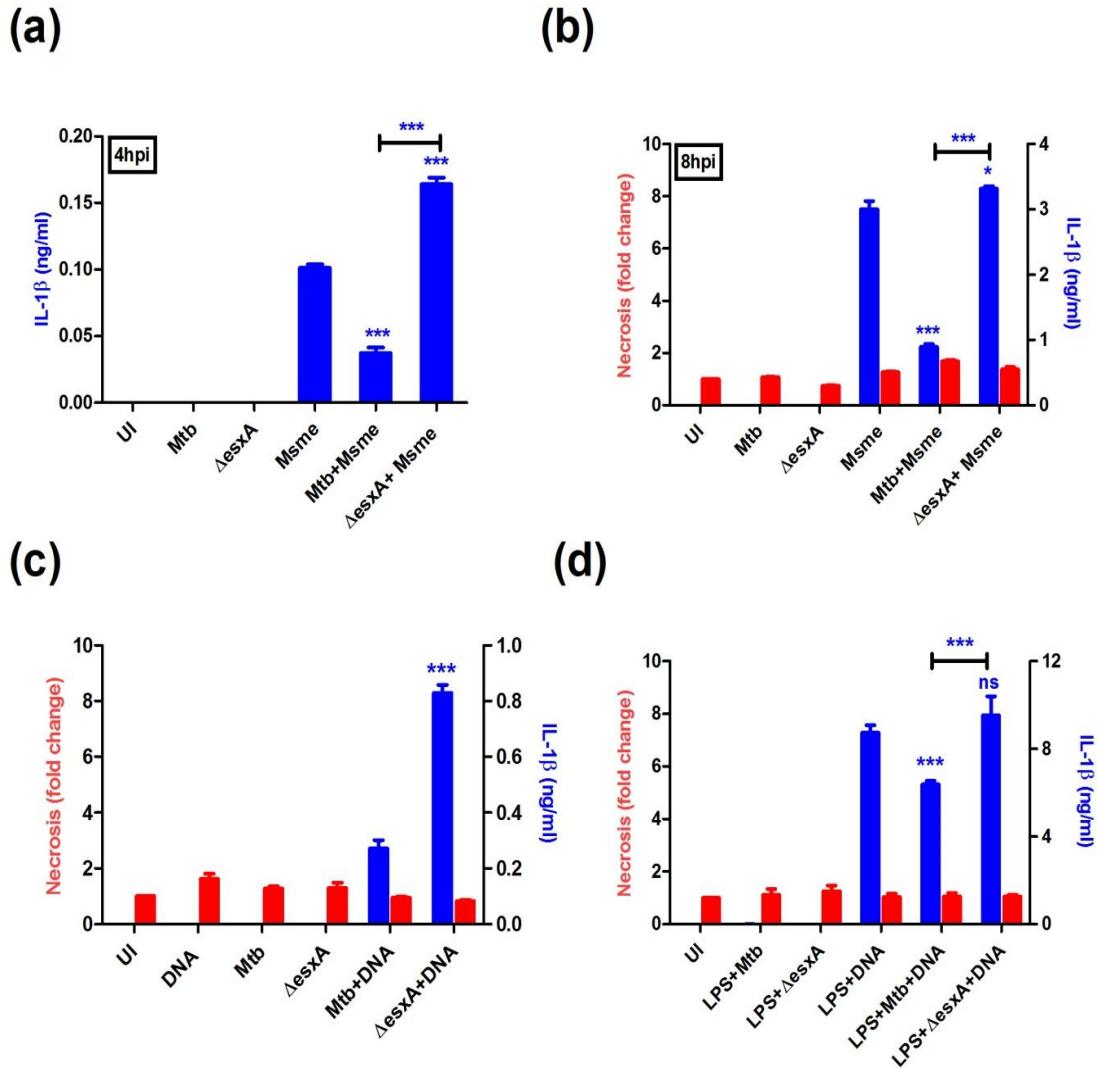 (a)
4hpi
IL-1β (ng/ml)
0.20
0.15
0.10
0.05
0.00
***
***
***
UI
Mtb
ΔesxA
Msme
Mtb+Msme
ΔesxA+ Msme
(b)
8hpi
Necrosis (fold change)
10
8
6
4
2
0
***
*
***
4
3
2
1
0
IL-1β (ng/ml)
UI
Mtb
ΔesxA
Msme
Mtb+Msme
ΔesxA+ Msme
(c)
Necrosis (fold change)
10
8
6
4
2
0
***
1.0
0.8
0.6
0.4
0.2
0.0
IL-1β (ng/ml)
UI
DNA
Mtb
ΔesxA
Mtb+DNA
ΔesxA+DNA
(d)
Necrosis (fold change)
10
8
6
4
2
0
***
ns
***
12
8
4
0
IL-1β (ng/ml)
UI
LPS+Mtb
LPS+ΔesxA
LPS+DNA
LPS+Mtb+DNA
LPS+ΔesxA+DNA